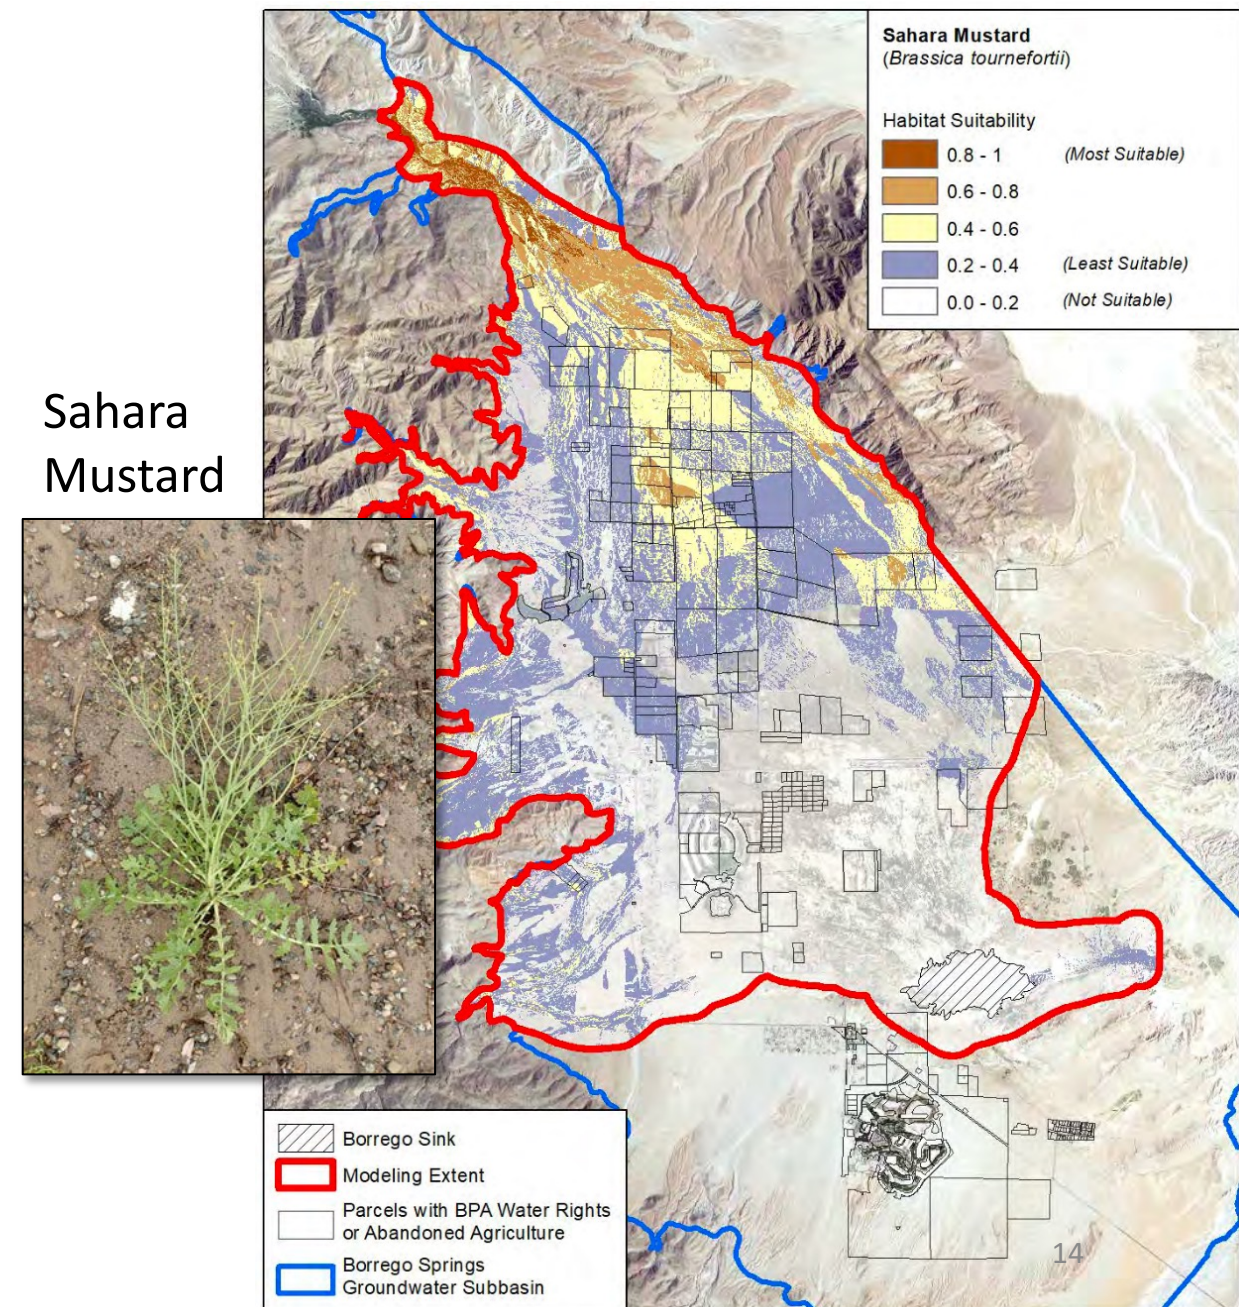 Sahara Mustard
(Brassica tournefortii)
Habitat Suitability
0.8 - 1 (Most Suitable)
0.6 - 0.8
0.4 - 0.6
0.2 - 0.4 (Least Suitable)
0.0 - 0.2 (Not Suitable)
Sahara
Mustard
Borrego Sink
Modeling Extent
Parcels with BPA Water Rights
or Abandoned Agriculture
Borrego Springs
Groundwater Subbasin
14